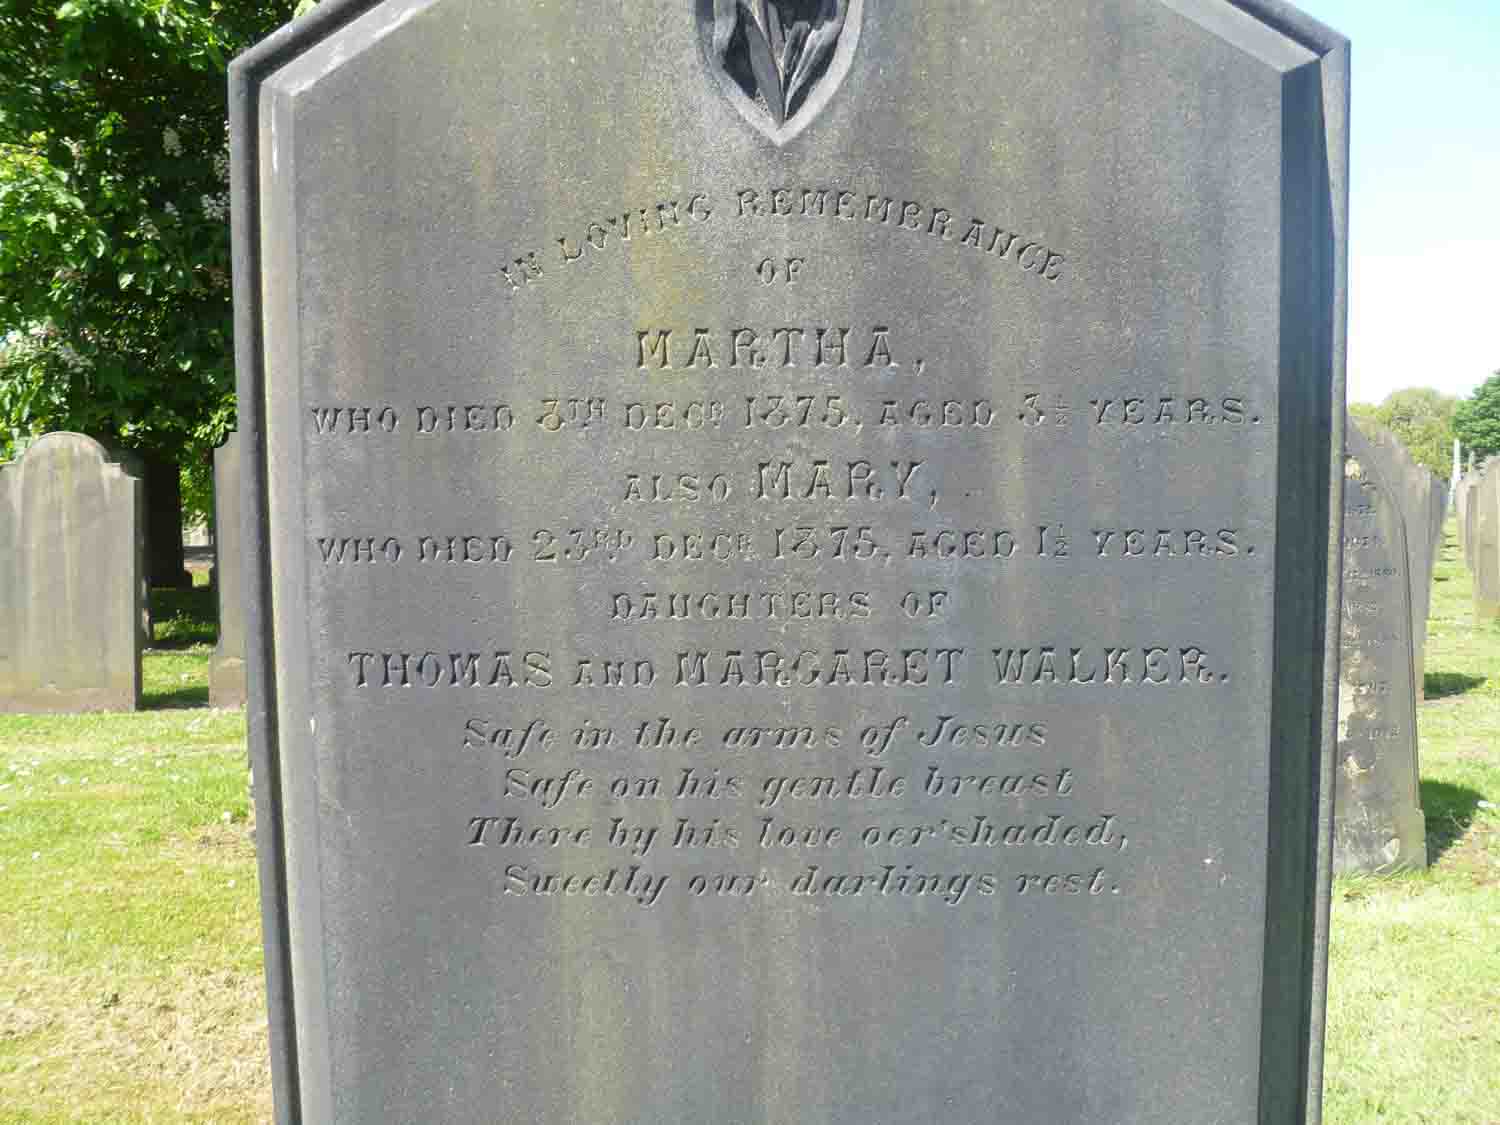 IN LOVING REMEMBRANCE
OF
MARTHA,
WHO DIED 8TH DECR 1875, AGED 3½ YEARS.
ALSO MARY,
WHO DIED 23RD DECR 1875, AGED 1½ YEARS.
DAUGHTERS OF
THOMAS AND MARGARET WALKER.
Safe in the arms of Jesus
Safe on his gentle breast
There by his love oer'shaded,
Sweetly our darlings rest.